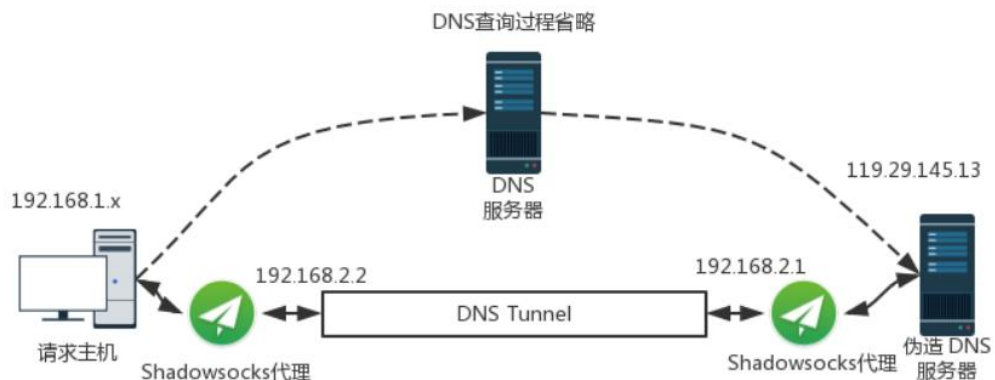 DNS查询过程省略
DNS
服务器
119.29.145.13
192.168.1.x
192.168.2.2
192.168.2.1
DNS Tunnel
请求主机
Shadowsocks代理
Shadowsocks代理
伪造 DNS
服务器